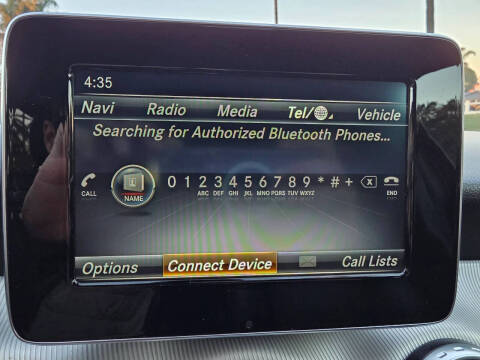 4:35
Navi Radio Media Tel/ Vehicle
Searching for Authorized Bluetooth Phones...
0 1 2 3 4 5 6 7 8 9 * # +
ABC DEF GHI JKL MNO PQRS TUV WXYZ
CALL NAME END
Options Connect Device Call Lists